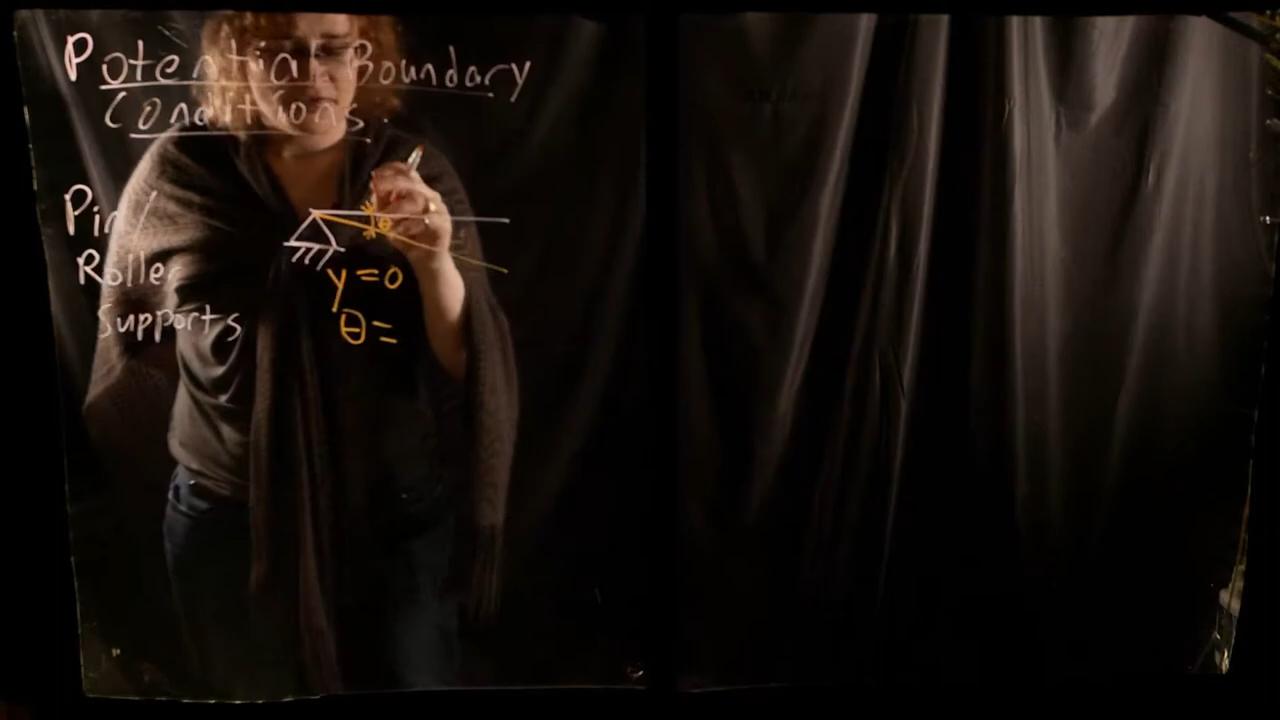 Potential Boundary
Conditions.
Pin/
Roller
Supports
θ
y=0
θ=